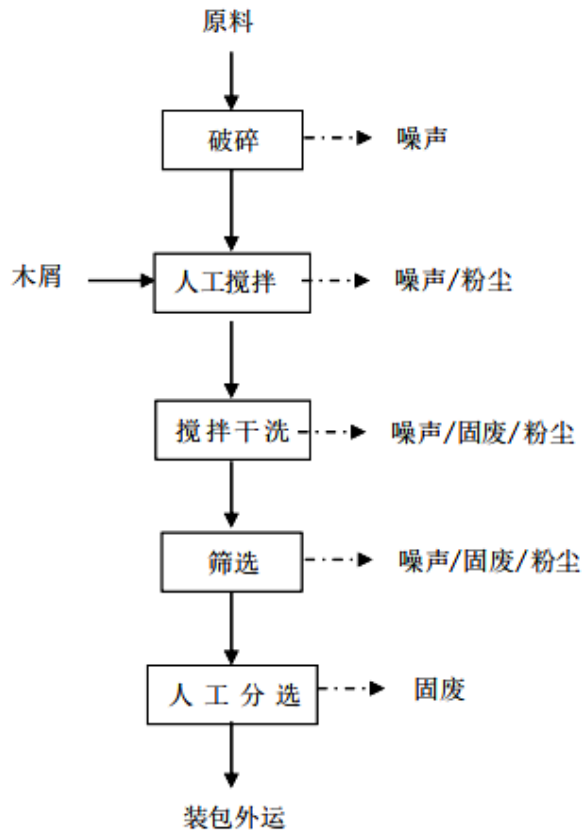 原料
破碎
噪声
木屑
人工搅拌
噪声/粉尘
搅拌干洗
噪声/固废/粉尘
筛选
噪声/固废/粉尘
人工分选
固废
装包外运